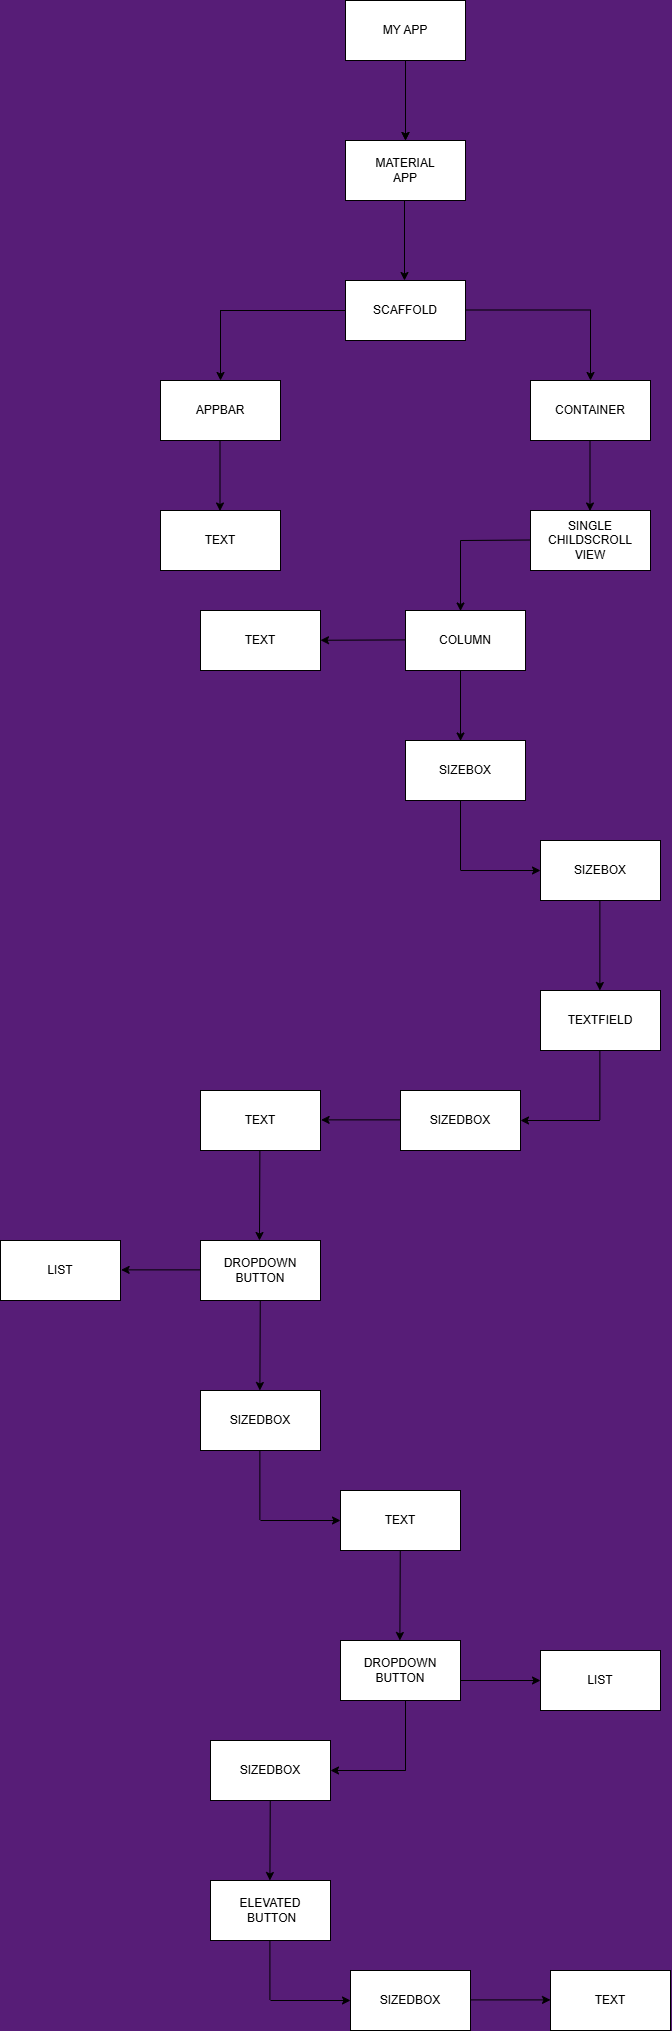 MY APP
MATERIAL
APP
SCAFFOLD
APPBAR
CONTAINER
TEXT
SINGLE
CHILDSCROLL
VIEW
TEXT
COLUMN
SIZEBOX
SIZEBOX
TEXTFIELD
TEXT
SIZEDBOX
LIST
DROPDOWN
BUTTON
SIZEDBOX
TEXT
DROPDOWN
BUTTON
LIST
SIZEDBOX
ELEVATED
BUTTON
SIZEDBOX
TEXT